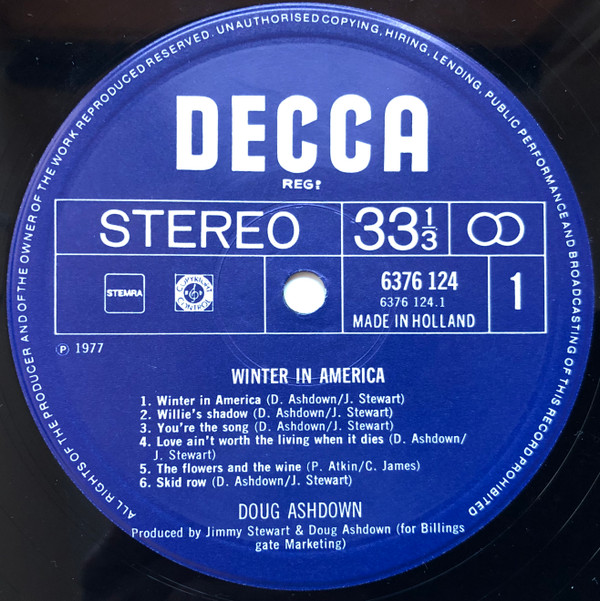 ALL RIGHTS OF THE PRODUCER AND OF THE OWNER OF THE WORK REPRODUCED RESERVED. UNAUTHORISED COPYING, HIRING, LENDING, PUBLIC PERFORMANCE AND BROADCASTING OF THIS RECORD PROHIBITED
DECCA
REGD
STEREO
33 1/3
STEMRA
COPYRIGHT CONTROL
6376 124
6376 124.1
MADE IN HOLLAND
1
℗ 1977
WINTER IN AMERICA
1. Winter in America (D. Ashdown/J. Stewart)
2. Willie's shadow (D. Ashdown/J. Stewart)
3. You're the song (D. Ashdown/J. Stewart)
4. Love ain't worth the living when it dies (D. Ashdown/
J. Stewart)
5. The flowers and the wine (P. Atkin/C. James)
6. Skid row (D. Ashdown/J. Stewart)
DOUG ASHDOWN
Produced by Jimmy Stewart & Doug Ashdown (for Billings
gate Marketing)